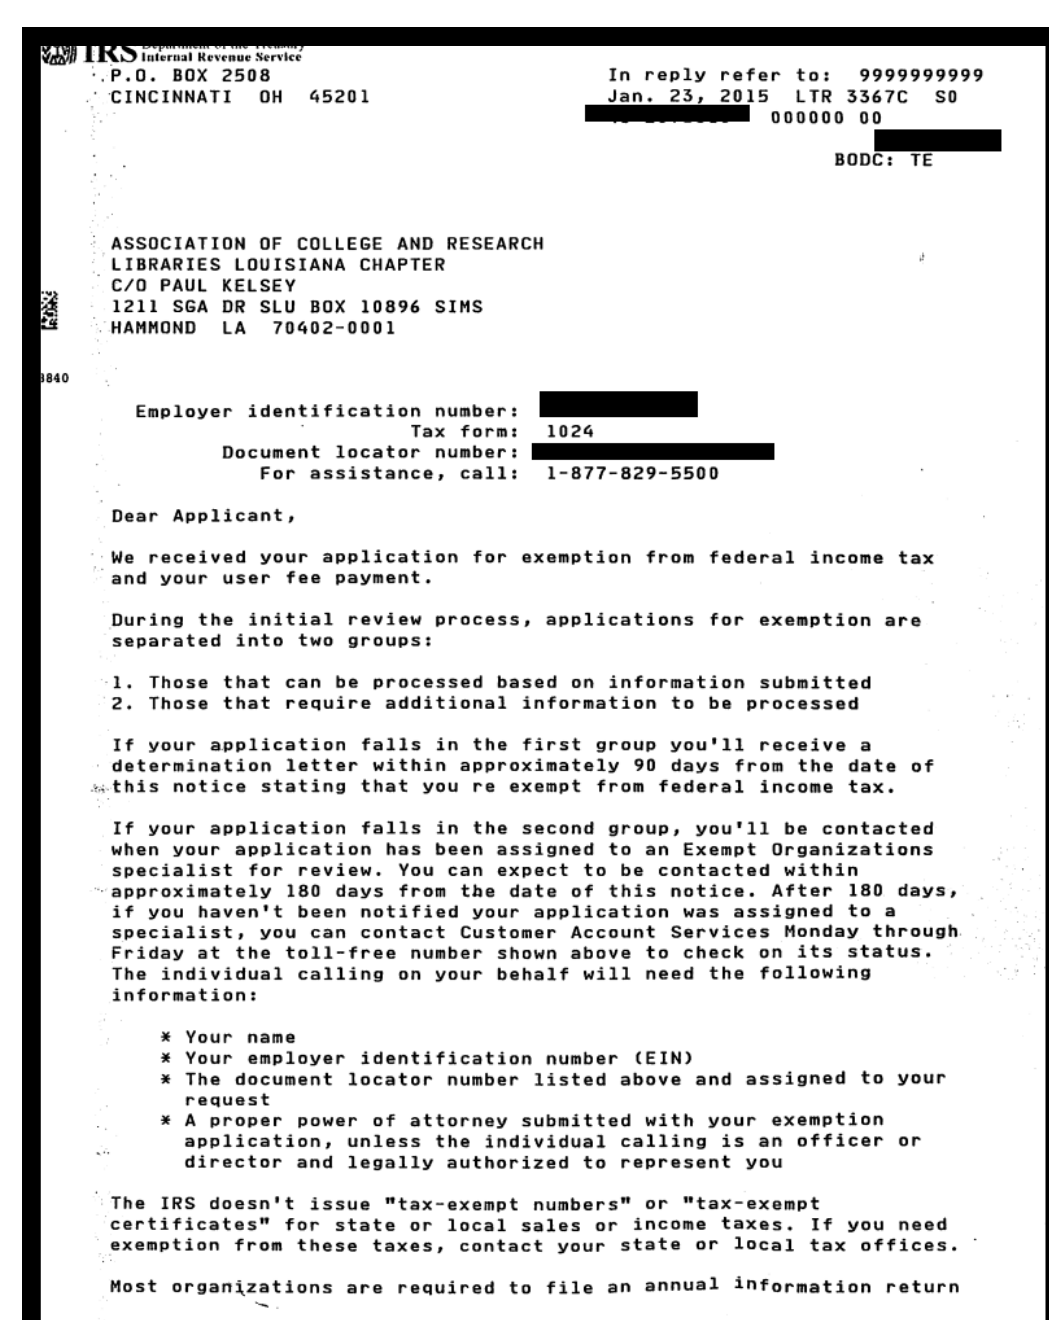 IRS Department of the Treasury
Internal Revenue Service
P.O. BOX 2508
CINCINNATI OH 45201
In reply refer to: 9999999999
Jan. 23, 2015 LTR 3367C S0
000000 00
BODC: TE
ASSOCIATION OF COLLEGE AND RESEARCH
LIBRARIES LOUISIANA CHAPTER
C/O PAUL KELSEY
1211 SGA DR SLU BOX 10896 SIMS
HAMMOND LA 70402-0001
3840
Employer identification number:
Tax form: 1024
Document locator number:
For assistance, call: 1-877-829-5500
Dear Applicant,
We received your application for exemption from federal income tax
and your user fee payment.
During the initial review process, applications for exemption are
separated into two groups:
1. Those that can be processed based on information submitted
2. Those that require additional information to be processed
If your application falls in the first group you'll receive a
determination letter within approximately 90 days from the date of
this notice stating that you re exempt from federal income tax.
If your application falls in the second group, you'll be contacted
when your application has been assigned to an Exempt Organizations
specialist for review. You can expect to be contacted within
approximately 180 days from the date of this notice. After 180 days,
if you haven't been notified your application was assigned to a
specialist, you can contact Customer Account Services Monday through
Friday at the toll-free number shown above to check on its status.
The individual calling on your behalf will need the following
information:
* Your name
* Your employer identification number (EIN)
* The document locator number listed above and assigned to your
request
* A proper power of attorney submitted with your exemption
application, unless the individual calling is an officer or
director and legally authorized to represent you
The IRS doesn't issue "tax-exempt numbers" or "tax-exempt
certificates" for state or local sales or income taxes. If you need
exemption from these taxes, contact your state or local tax offices.
Most organizations are required to file an annual information return